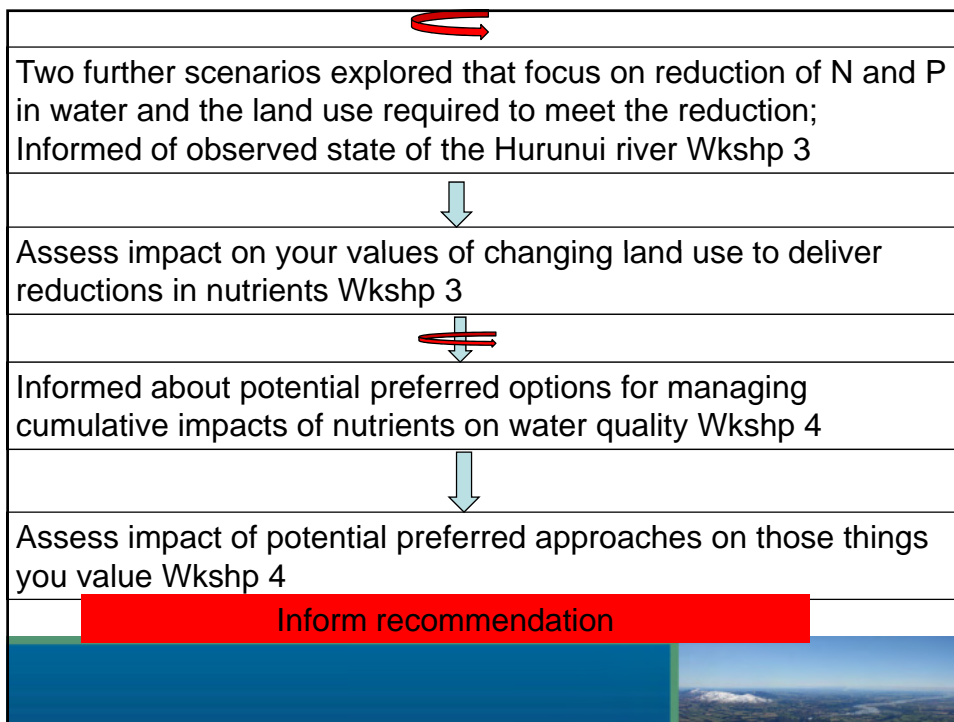 Two further scenarios explored that focus on reduction of N and P
in water and the land use required to meet the reduction;
Informed of observed state of the Hurunui river Wkshp 3
Assess impact on your values of changing land use to deliver
reductions in nutrients Wkshp 3
Informed about potential preferred options for managing
cumulative impacts of nutrients on water quality Wkshp 4
Assess impact of potential preferred approaches on those things
you value Wkshp 4
Inform recommendation